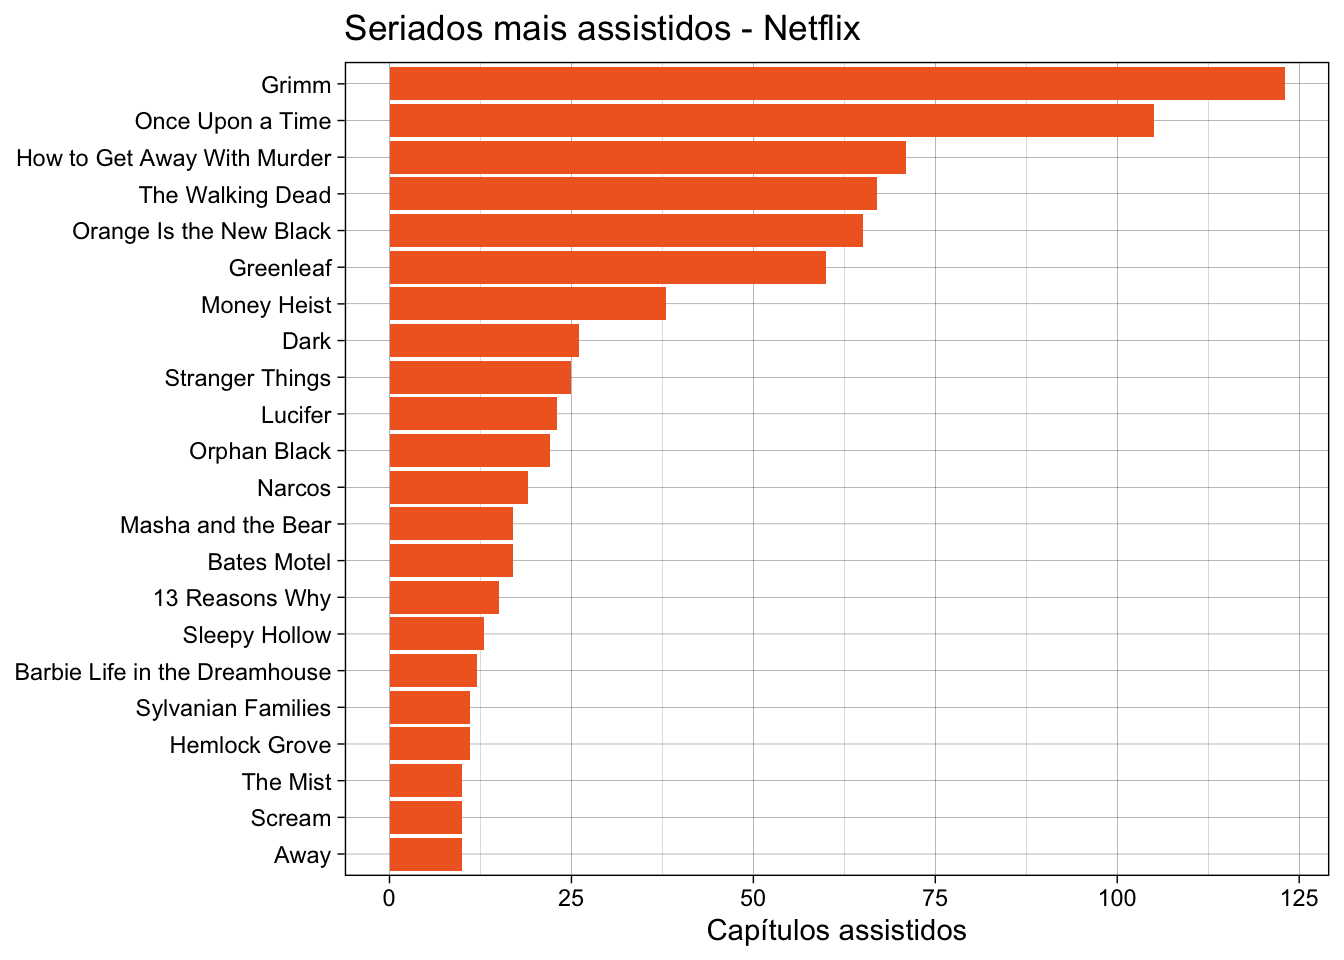 Seriados mais assistidos - Netflix
Grimm
Once Upon a Time
How to Get Away With Murder
The Walking Dead
Orange Is the New Black
Greenleaf
Money Heist
Dark
Stranger Things
Lucifer
Orphan Black
Narcos
Masha and the Bear
Bates Motel
13 Reasons Why
Sleepy Hollow
Barbie Life in the Dreamhouse
Sylvanian Families
Hemlock Grove
The Mist
Scream
Away
0 25 50 75 100 125
Capítulos assistidos